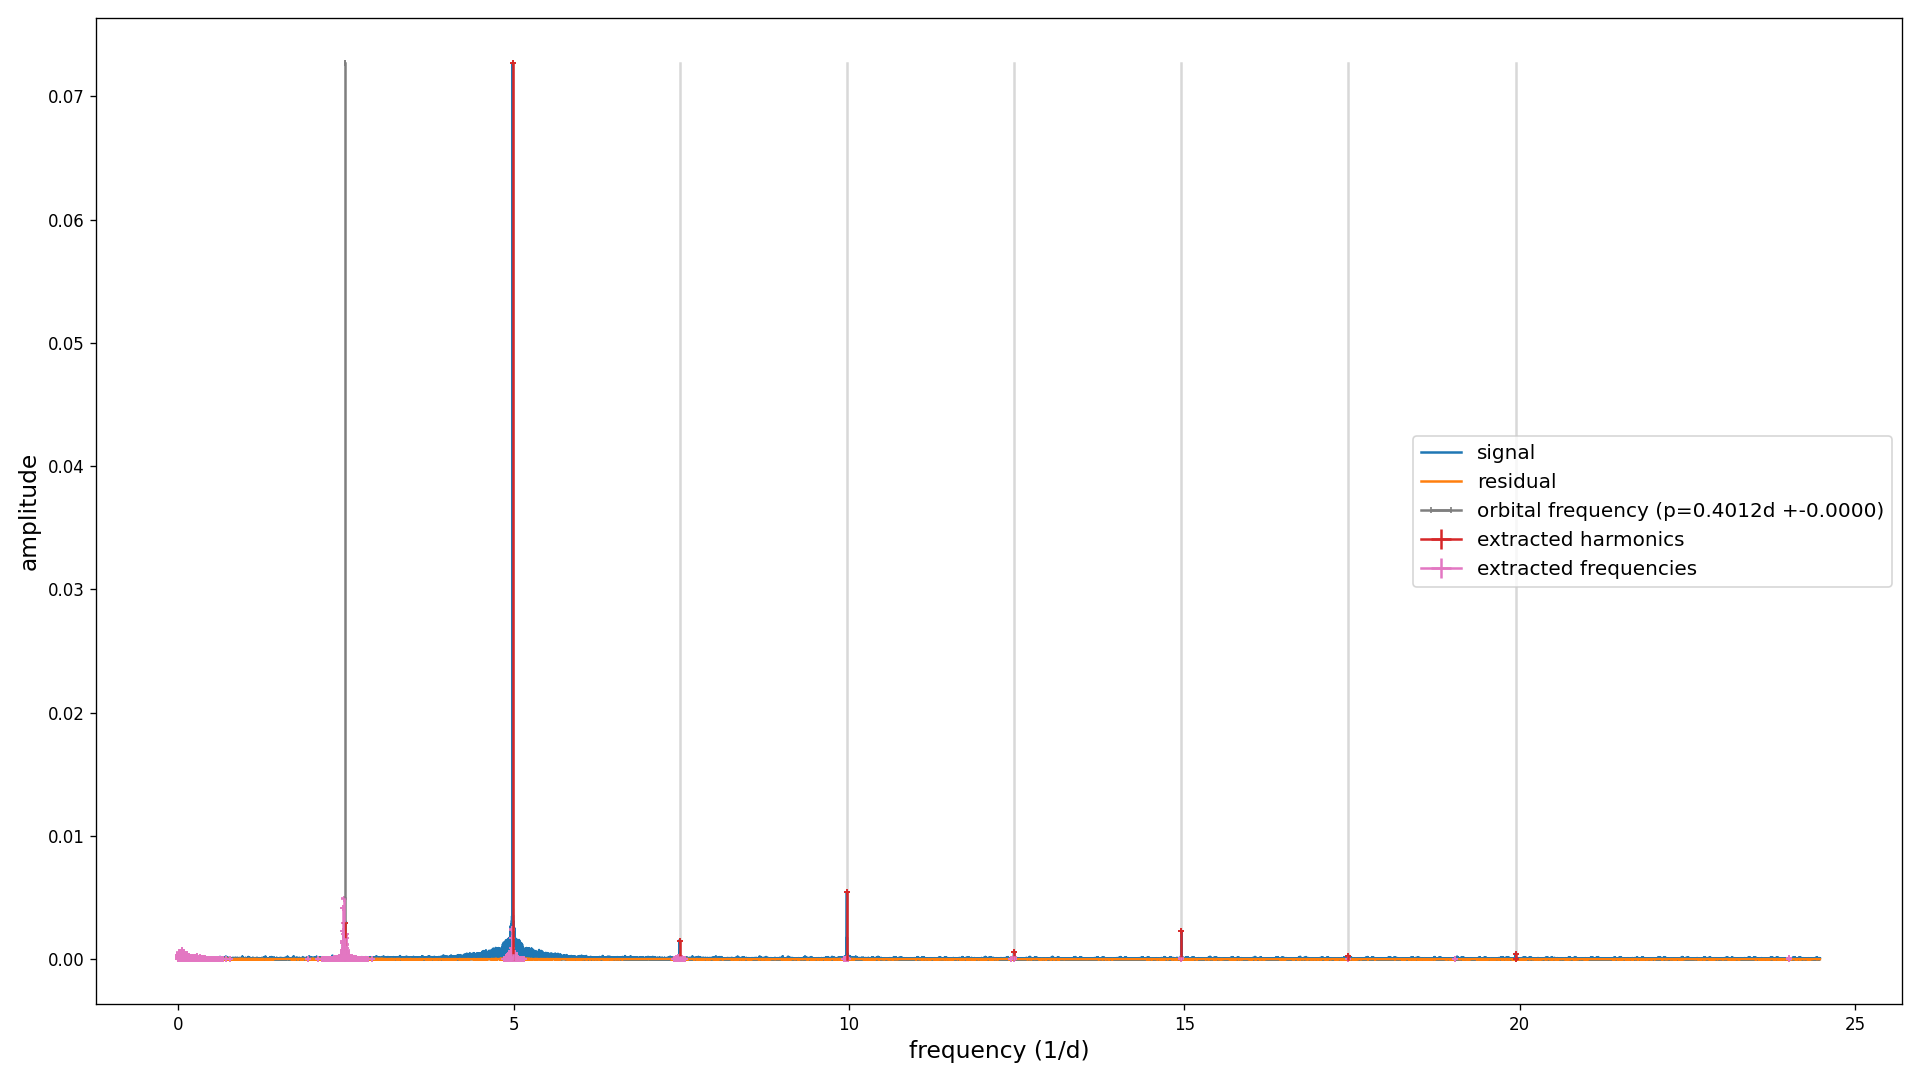 0.07
0.06
0.05
0.04
0.03
0.02
0.01
0.00
amplitude
signal
residual
orbital frequency (p=0.4012d +-0.0000)
extracted harmonics
extracted frequencies
0 5 10 15 20 25
frequency (1/d)